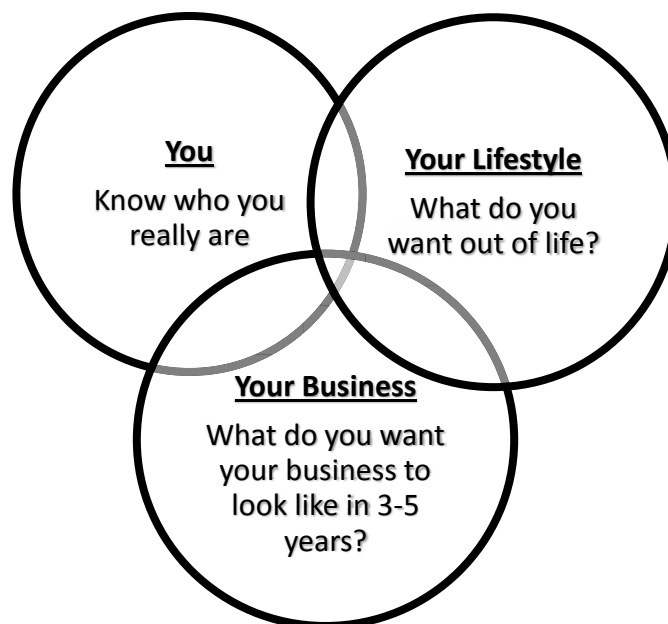 You
Know who you
really are
Your Lifestyle
What do you
want out of life?
Your Business
What do you want
your business to
look like in 3-5
years?